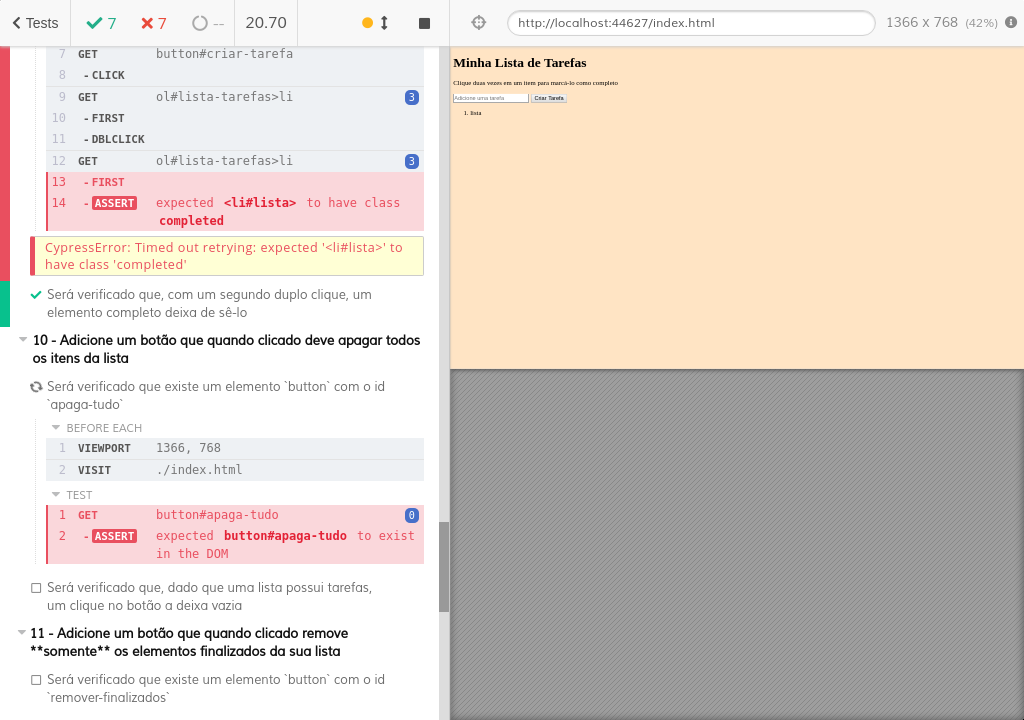 Tests 7 7 -- 20.70
http://localhost:44627/index.html 1366 x 768 (42%)
7 GET button#criar-tarefa
8 - CLICK
9 GET ol#lista-tarefas>li 3
10 - FIRST
11 - DBLCLICK
12 GET ol#lista-tarefas>li 3
13 - FIRST
14 - ASSERT expected <li#lista> to have class
completed
CypressError: Timed out retrying: expected '<li#lista>' to
have class 'completed'
Será verificado que, com um segundo duplo clique, um
elemento completo deixa de sê-lo
10 - Adicione um botão que quando clicado deve apagar todos
os itens da lista
Será verificado que existe um elemento `button` com o id
`apaga-tudo`
BEFORE EACH
1 VIEWPORT 1366, 768
2 VISIT ./index.html
TEST
1 GET button#apaga-tudo 0
2 - ASSERT expected button#apaga-tudo to exist
in the DOM
Será verificado que, dado que uma lista possui tarefas,
um clique no botão a deixa vazia
11 - Adicione um botão que quando clicado remove
**somente** os elementos finalizados da sua lista
Será verificado que existe um elemento `button` com o id
`remover-finalizados`
Minha Lista de Tarefas
Clique duas vezes em um item para marcá-lo como completo
Adicione uma tarefa Criar Tarefa
1. lista